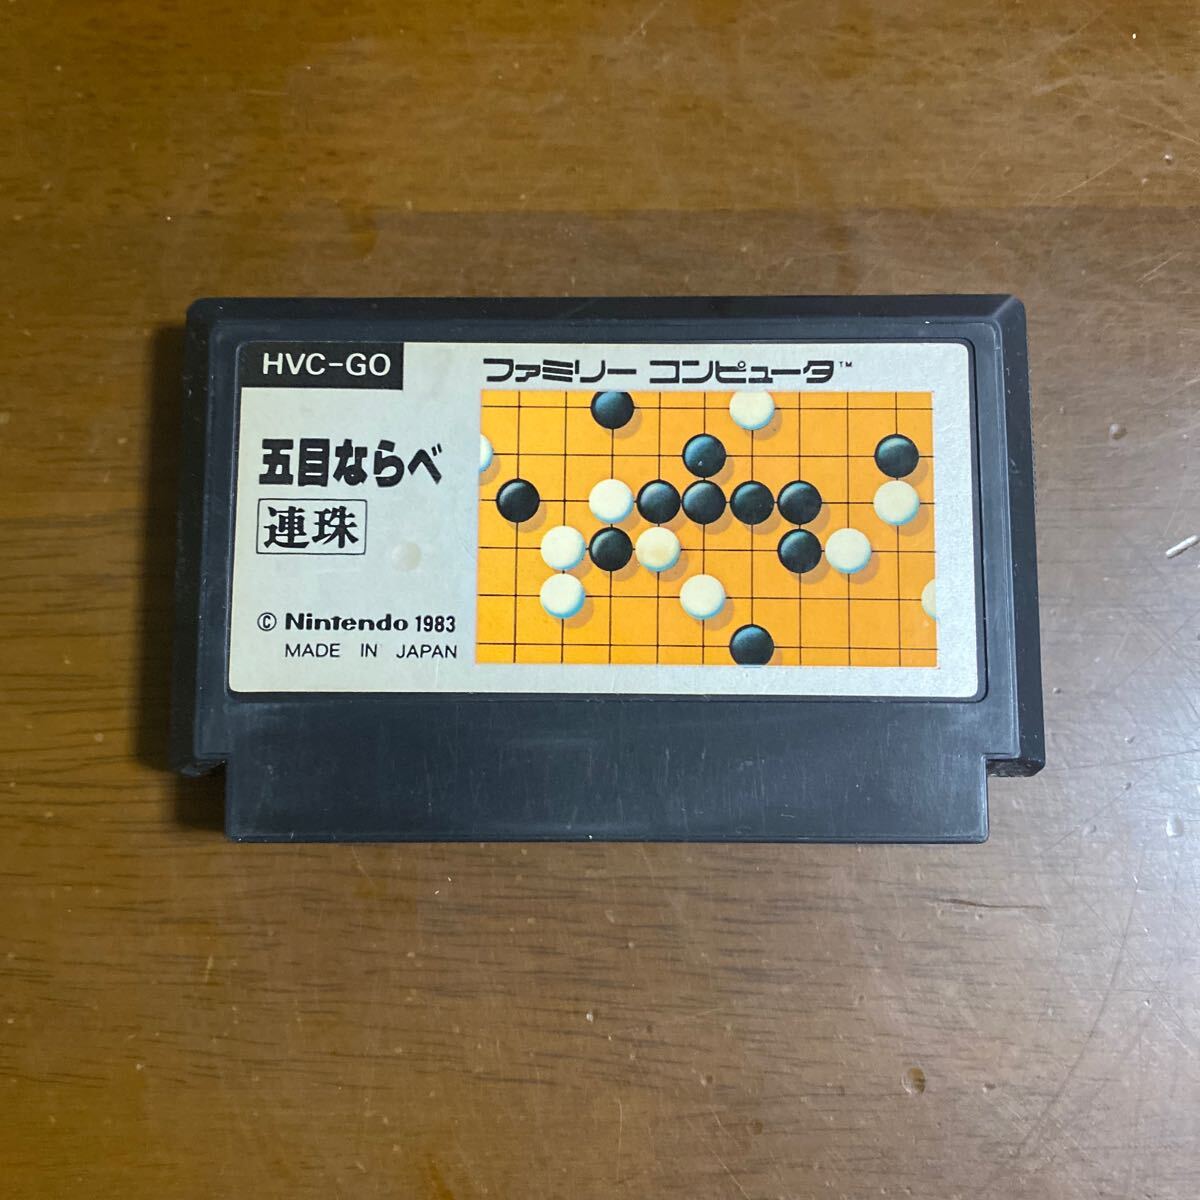 HVC-GO
ファミリー コンピュータ™
五目ならべ
連珠
© Nintendo 1983
MADE IN JAPAN